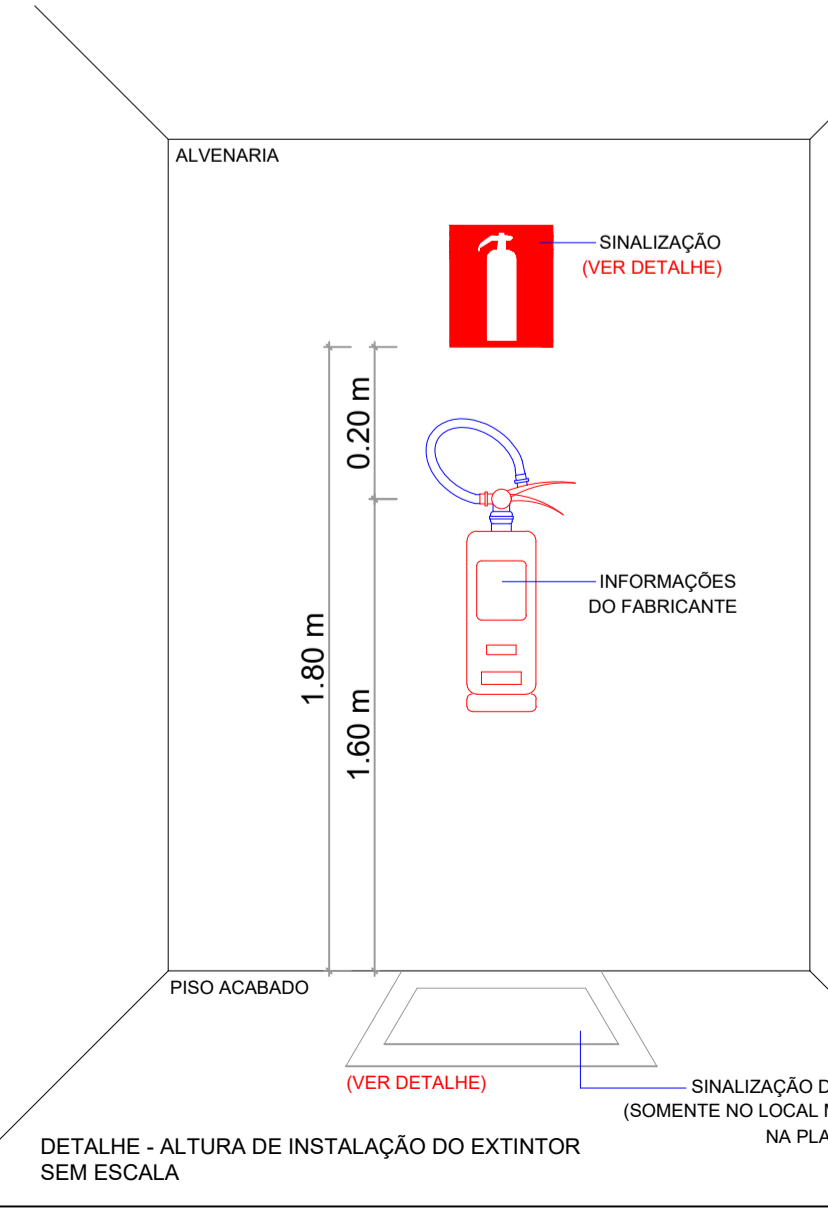 ALVENARIA
SINALIZAÇÃO
(VER DETALHE)
0.20 m
INFORMAÇÕES
DO FABRICANTE
1.80 m
1.60 m
PISO ACABADO
(VER DETALHE)
SINALIZAÇÃO D
(SOMENTE NO LOCAL
NA PLA
DETALHE - ALTURA DE INSTALAÇÃO DO EXTINTOR
SEM ESCALA